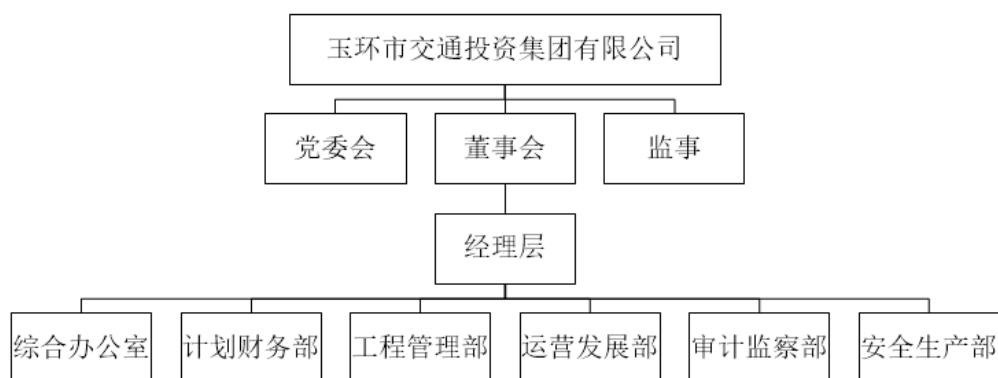 玉环市交通投资集团有限公司
党委会
董事会
监事
经理层
综合办公室
计划财务部
工程管理部
运营发展部
审计监察部
安全生产部